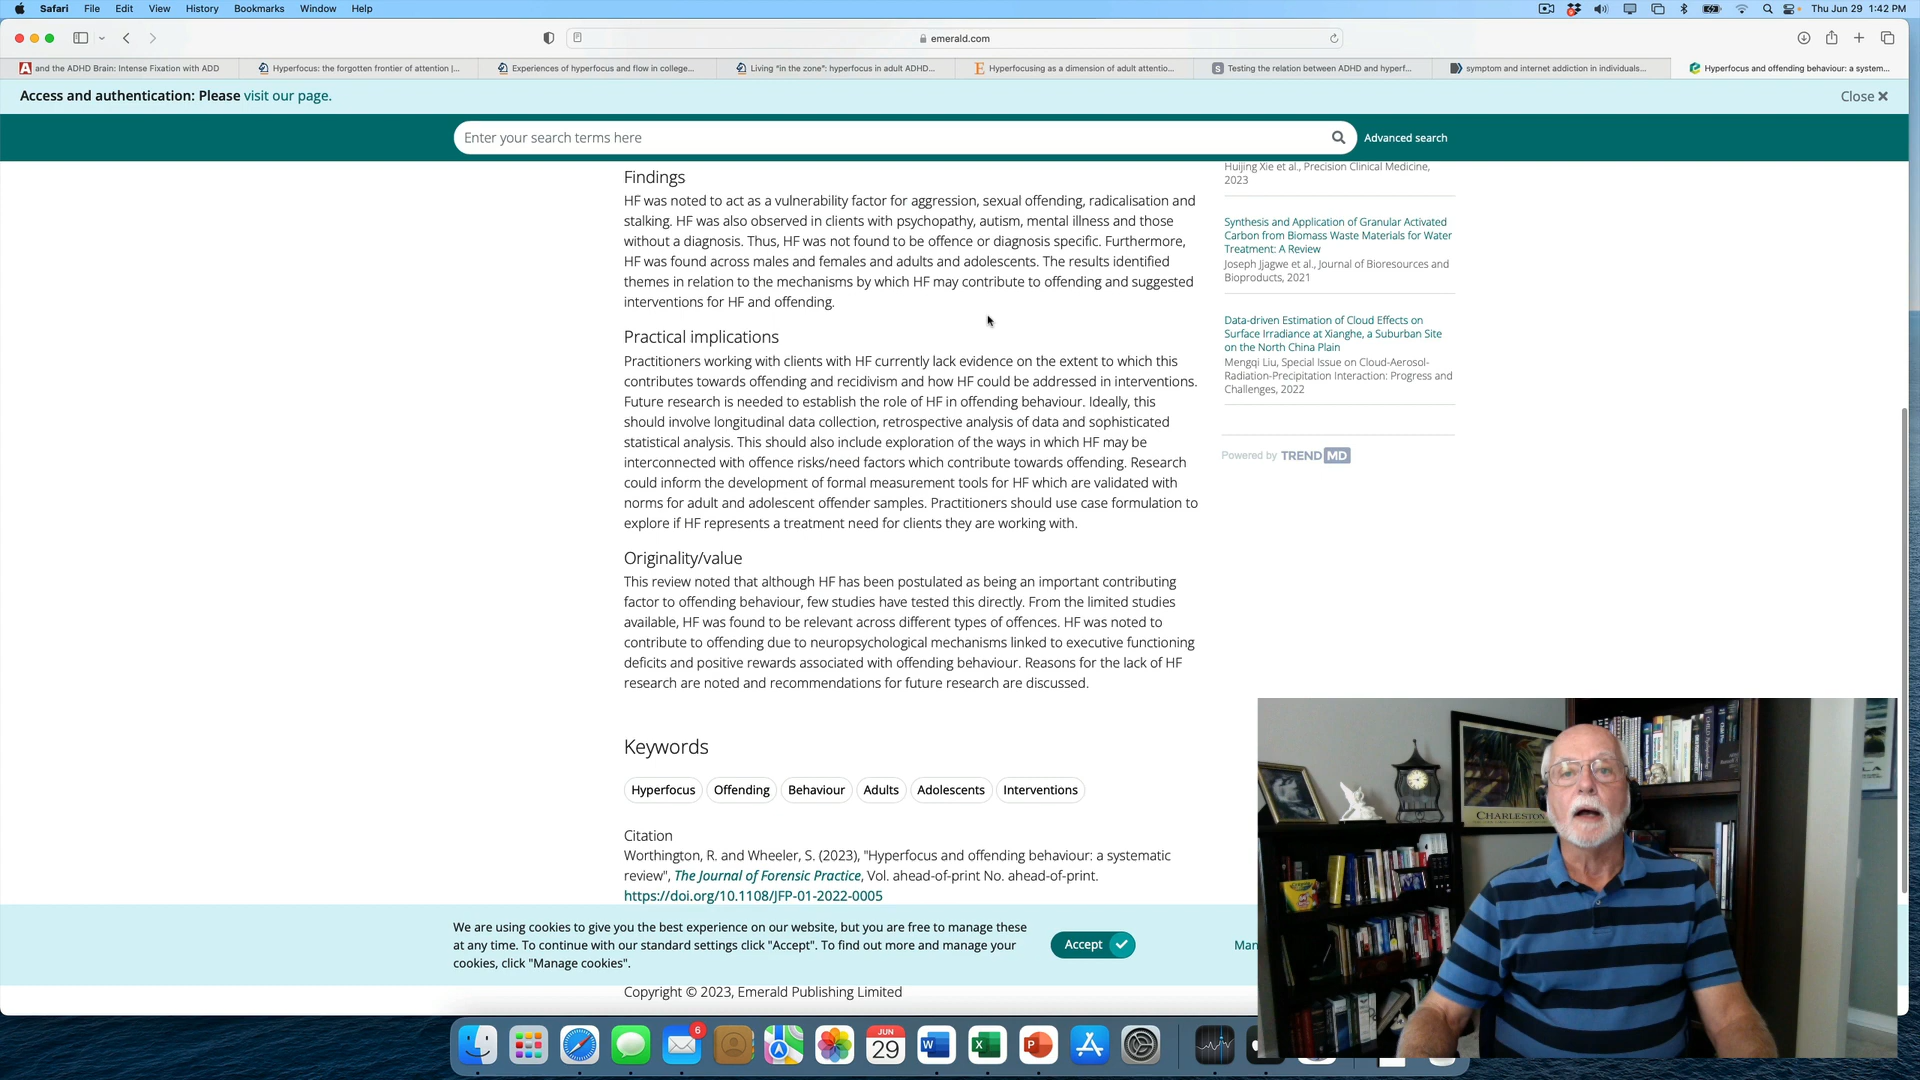 Safari File Edit View History Bookmarks Window Help Thu Jun 29 1:42 PM
emerald.com
and the ADHD Brain: Intense Fixation with ADD
Hyperfocus: the forgotten frontier of attention |...
Experiences of hyperfocus and flow in college...
Living "in the zone": hyperfocus in adult ADHD...
Hyperfocusing as a dimension of adult attentio...
Testing the relation between ADHD and hyperf...
symptom and internet addiction in individuals...
Hyperfocus and offending behaviour: a system...
Access and authentication: Please visit our page.
Close
Enter your search terms here
Advanced search
Findings
HF was noted to act as a vulnerability factor for aggression, sexual offending, radicalisation and
stalking. HF was also observed in clients with psychopathy, autism, mental illness and those
without a diagnosis. Thus, HF was not found to be offence or diagnosis specific. Furthermore,
HF was found across males and females and adults and adolescents. The results identified
themes in relation to the mechanisms by which HF may contribute to offending and suggested
interventions for HF and offending.
Practical implications
Practitioners working with clients with HF currently lack evidence on the extent to which this
contributes towards offending and recidivism and how HF could be addressed in interventions.
Future research is needed to establish the role of HF in offending behaviour. Ideally, this
should involve longitudinal data collection, retrospective analysis of data and sophisticated
statistical analysis. This should also include exploration of the ways in which HF may be
interconnected with offence risks/need factors which contribute towards offending. Research
could inform the development of formal measurement tools for HF which are validated with
norms for adult and adolescent offender samples. Practitioners should use case formulation to
explore if HF represents a treatment need for clients they are working with.
Originality/value
This review noted that although HF has been postulated as being an important contributing
factor to offending behaviour, few studies have tested this directly. From the limited studies
available, HF was found to be relevant across different types of offences. HF was noted to
contribute to offending due to neuropsychological mechanisms linked to executive functioning
deficits and positive rewards associated with offending behaviour. Reasons for the lack of HF
research are noted and recommendations for future research are discussed.
Keywords
Hyperfocus Offending Behaviour Adults Adolescents Interventions
Citation
Worthington, R. and Wheeler, S. (2023), "Hyperfocus and offending behaviour: a systematic
review", The Journal of Forensic Practice, Vol. ahead-of-print No. ahead-of-print.
https://doi.org/10.1108/JFP-01-2022-0005
Huijing Xie et al., Precision Clinical Medicine,
2023
Synthesis and Application of Granular Activated
Carbon from Biomass Waste Materials for Water
Treatment: A Review
Joseph Jjagwe et al., Journal of Bioresources and
Bioproducts, 2021
Data-driven Estimation of Cloud Effects on
Surface Irradiance at Xianghe, a Suburban Site
on the North China Plain
Mengqi Liu, Special Issue on Cloud-Aerosol-
Radiation-Precipitation Interaction: Progress and
Challenges, 2022
Powered by TREND MD
We are using cookies to give you the best experience on our website, but you are free to manage these
at any time. To continue with our standard settings click "Accept". To find out more and manage your
cookies, click "Manage cookies".
Accept
Man
Copyright © 2023, Emerald Publishing Limited
CHARLESTON
6
JUN
29